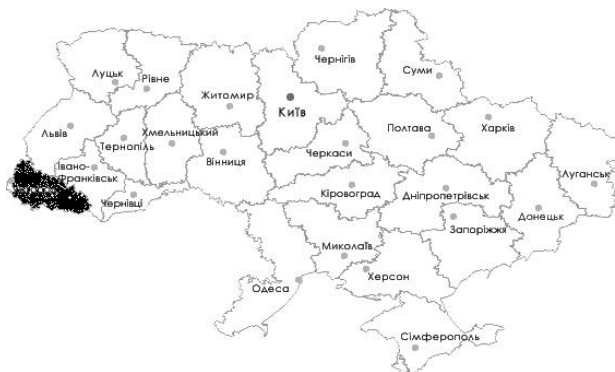 Чернігів
Суми
Луцьк
Рівне
Житомир
Київ
Львів
Тернопіль
Хмельницький
Вінниця
Черкаси
Полтава
Харків
Івано-
Франківськ
Чернівці
Кіровоград
Дніпропетрівськ
Луганськ
Донецьк
Запоріжжя
Миколаїв
Одеса
Херсон
Сімферополь